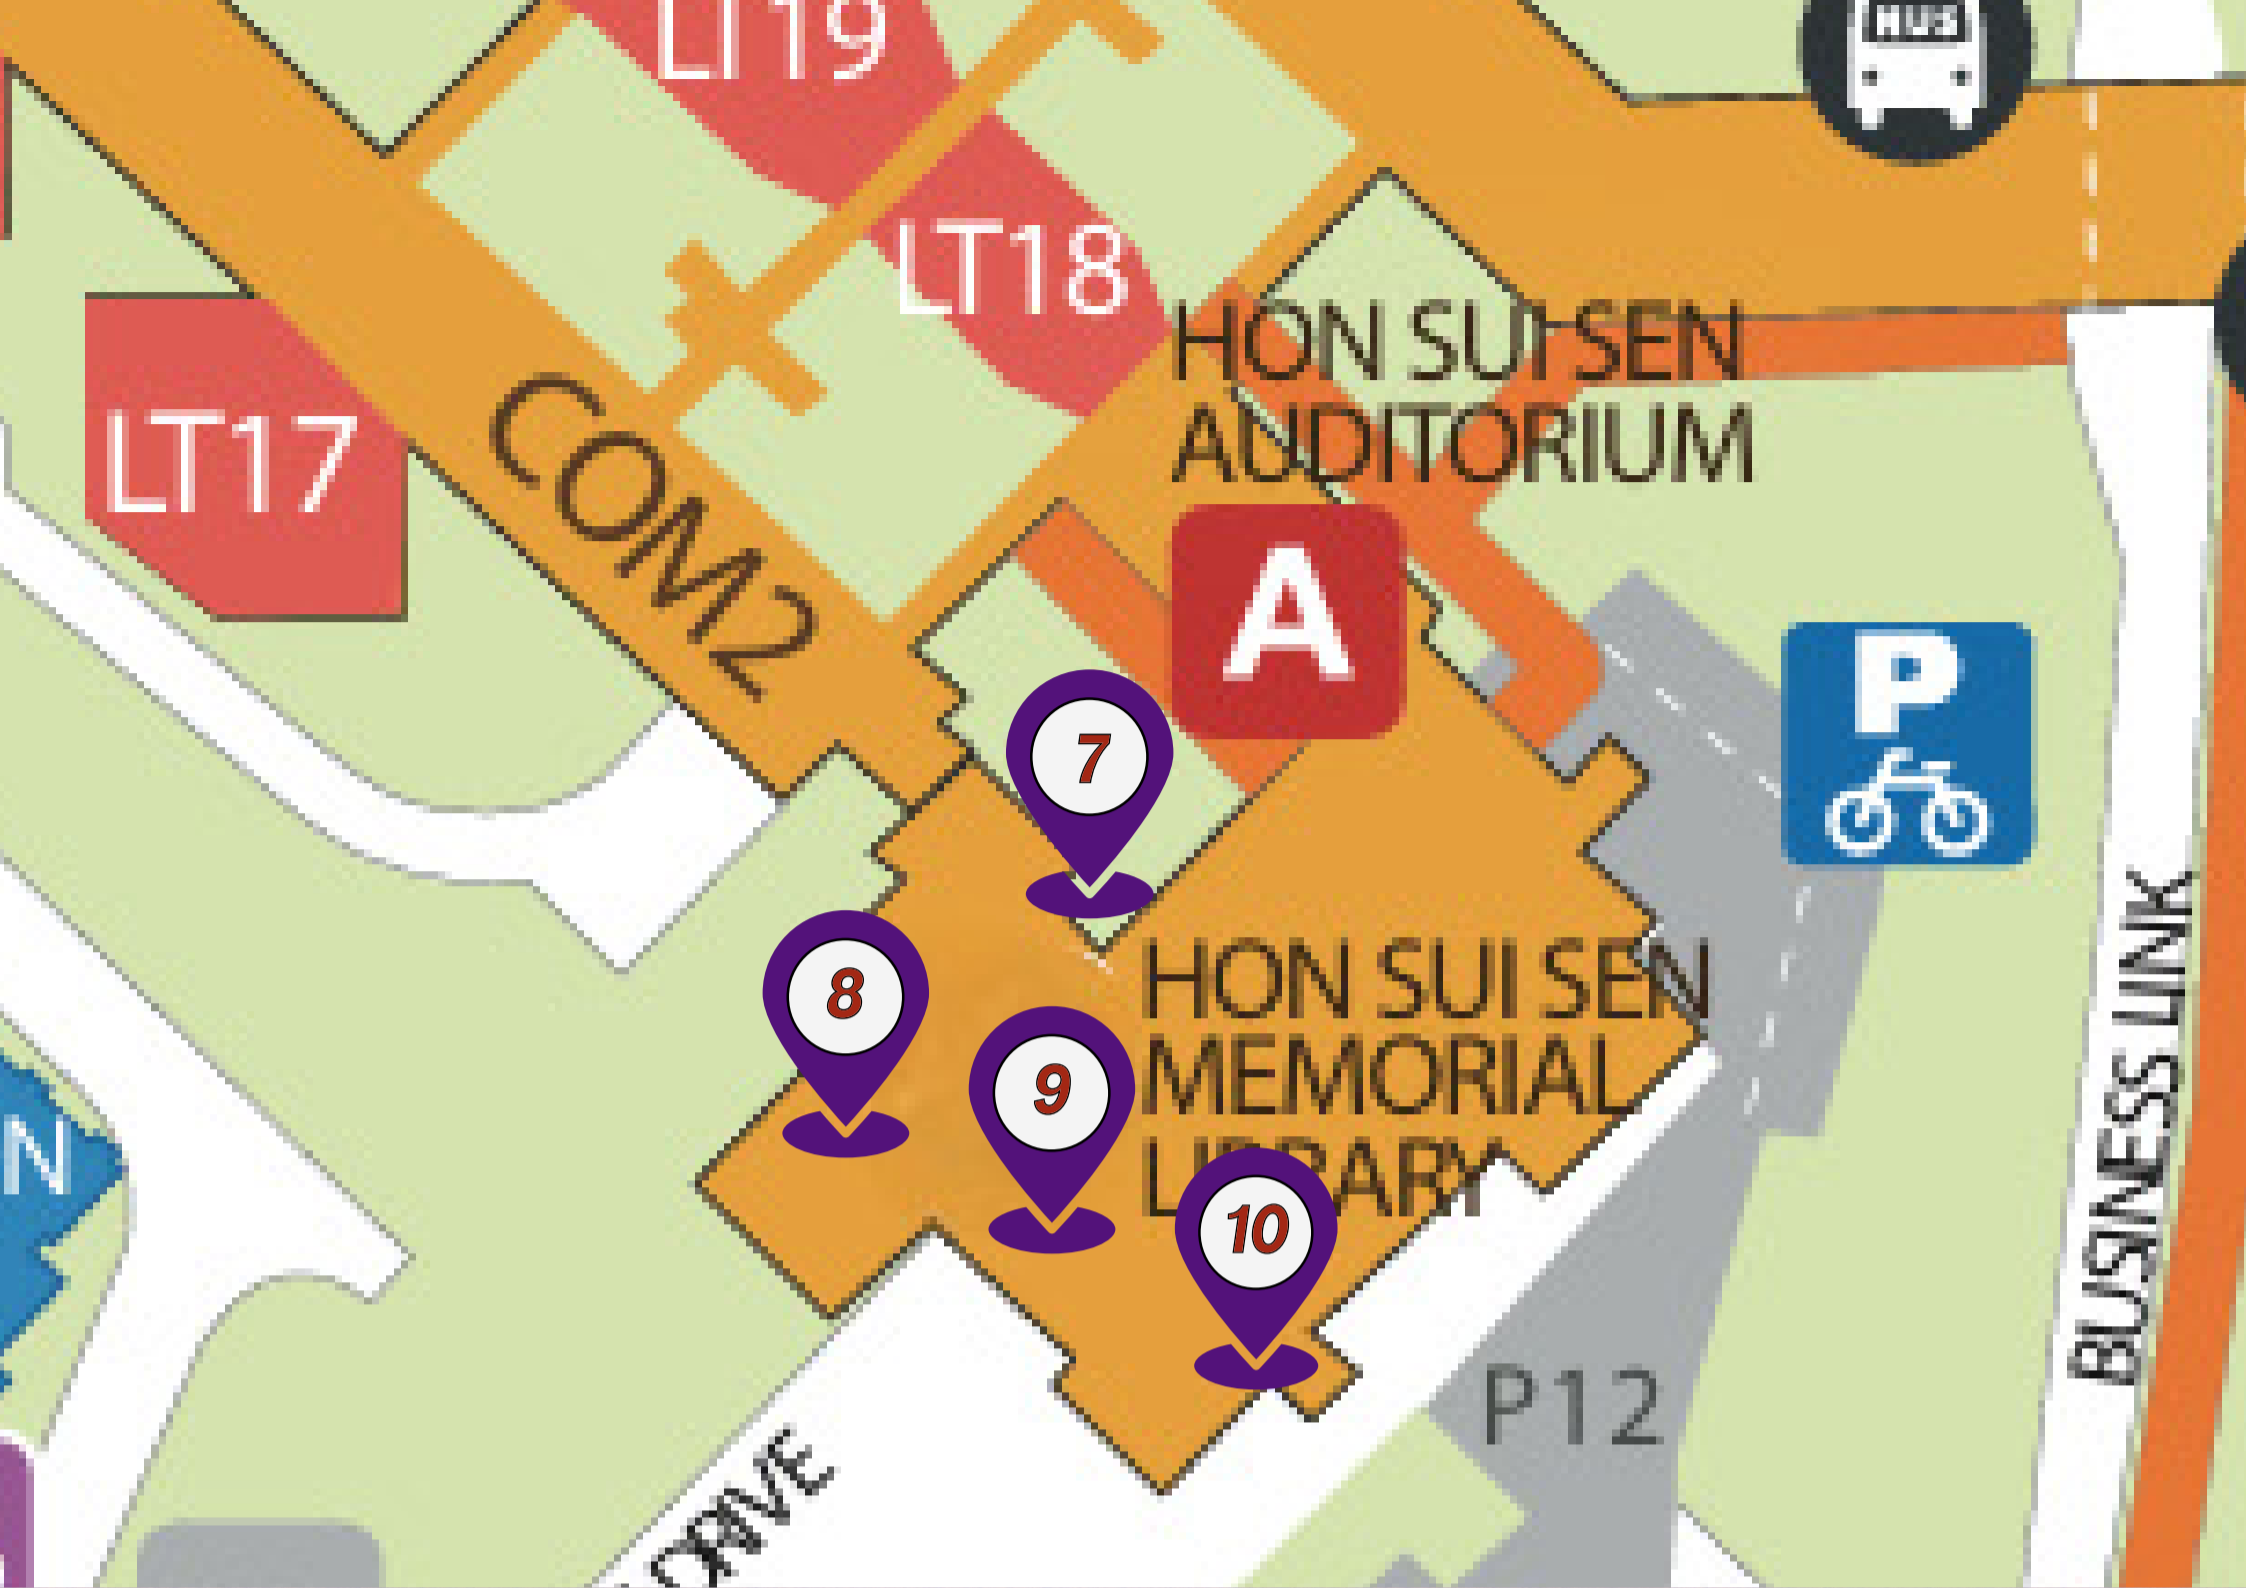 LT19
HUS
LT18
HON SUI SEN
AUDITORIUM
LT17
COM2
A
P
7
8
HON SUI SEN
MEMORIAL
LIBRARY
9
10
N
BUSINESS LINK
P12
DRIVE